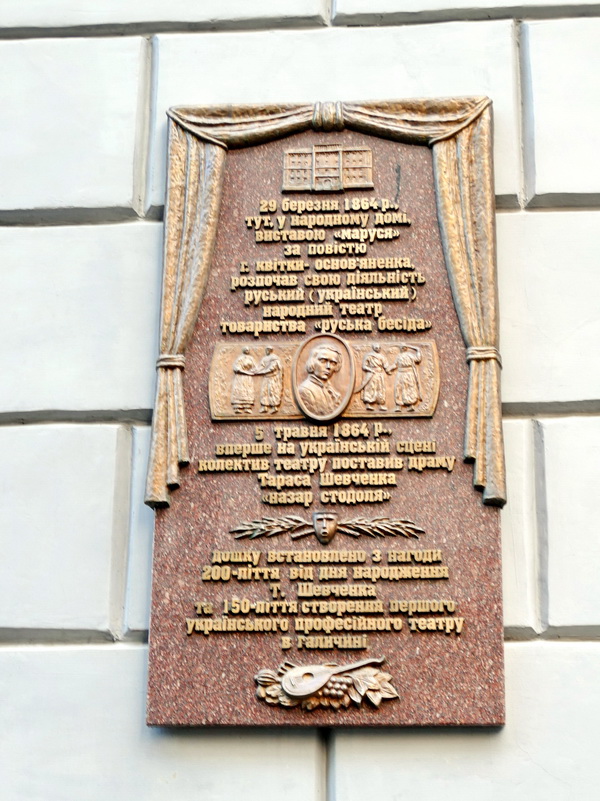 29 березня 1864 р.,
тут, у народному домі,
виставою «маруся»
за повістю
г. квітки-основ'яненка,
розпочав свою діяльність
руський (український)
народний театр
товариства «руська бесіда»
5 травня 1864 р.,
вперше на українській сцені
колектив театру поставив драму
Тараса Шевченка
«назар стодоля»
дошку встановлено з нагоди
200-ліття від дня народження
Т. Шевченка
та 150-ліття створення першого
українського професійного театру
в галичині